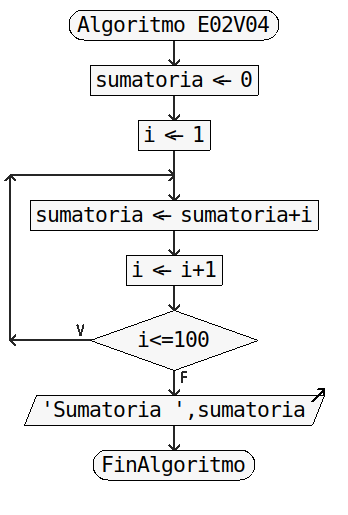 Algoritmo E02V04
sumatoria ← 0
i ← 1
sumatoria ← sumatoria+i
i ← i+1
i<=100
V
F
'Sumatoria ',sumatoria
FinAlgoritmo